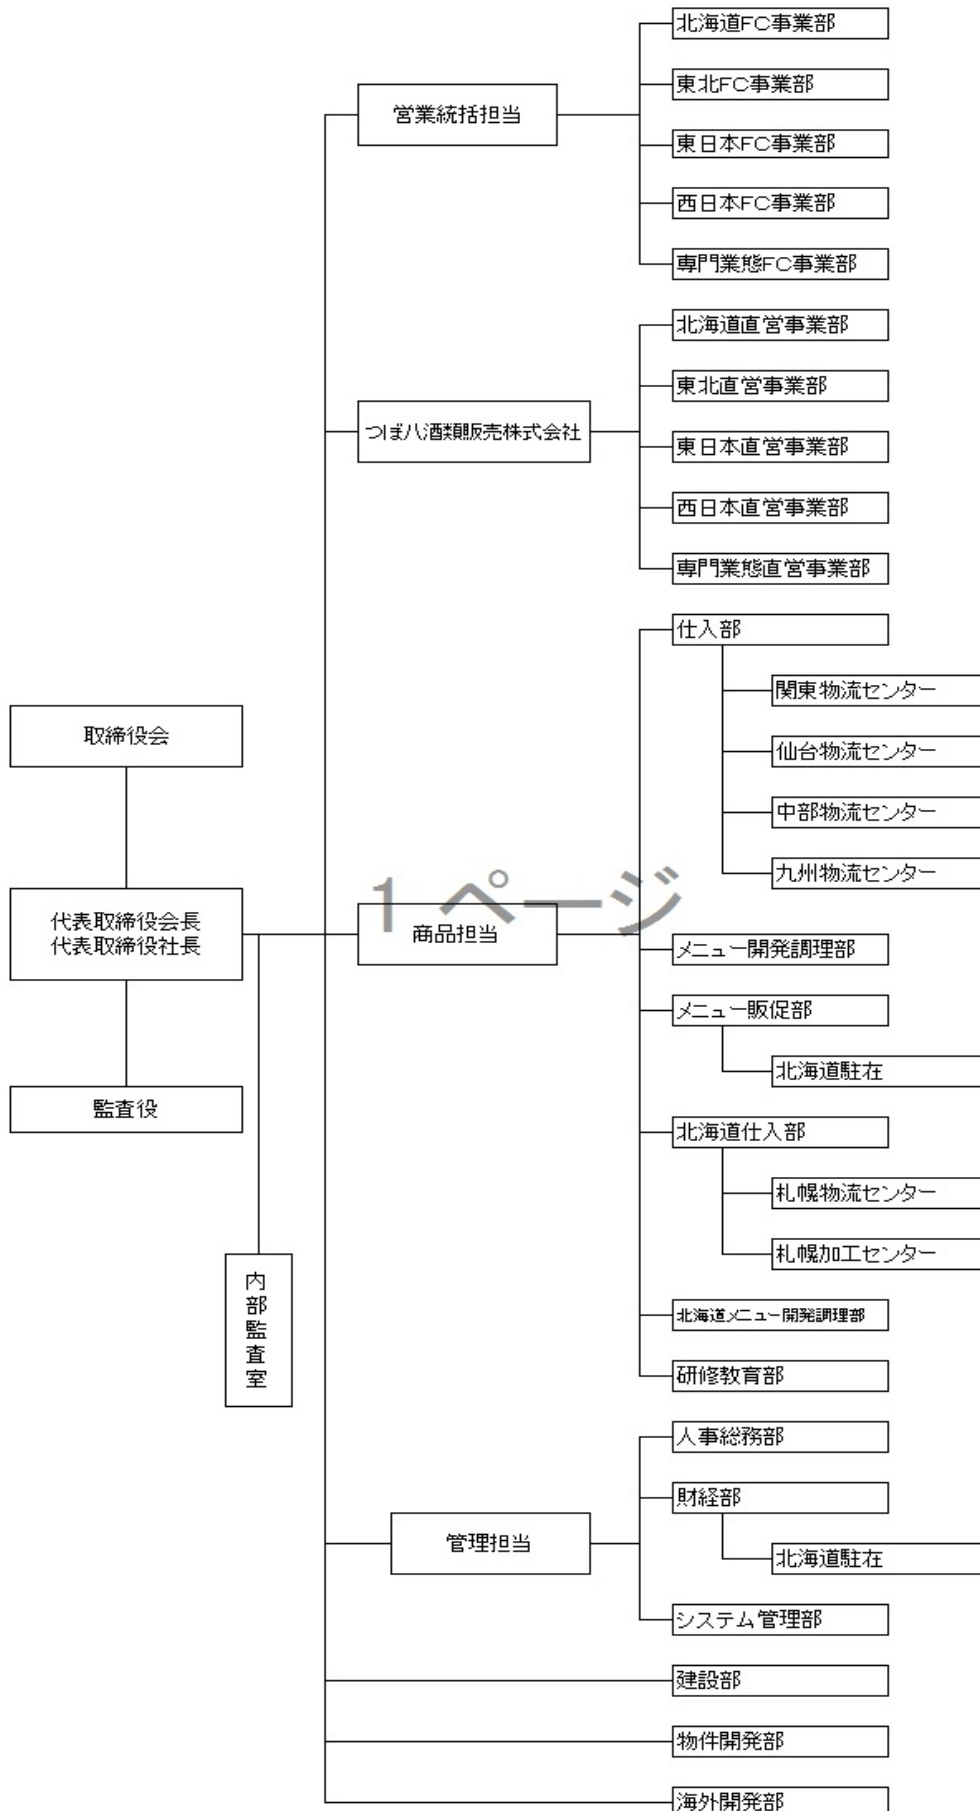 北海道FC事業部
東北FC事業部
営業統括担当
東日本FC事業部
西日本FC事業部
専門業態FC事業部
北海道直営事業部
東北直営事業部
つぼ八酒類販売株式会社
東日本直営事業部
西日本直営事業部
専門業態直営事業部
仕入部
関東物流センター
取締役会
仙台物流センター
中部物流センター
九州物流センター
1 ページ
代表取締役会長
代表取締役社長
商品担当
メニュー開発調理部
メニュー販促部
北海道駐在
監査役
北海道仕入部
札幌物流センター
札幌加工センター
内部監査室
北海道メニュー開発調理部
研修教育部
人事総務部
財経部
管理担当
北海道駐在
システム管理部
建設部
物件開発部
海外開発部